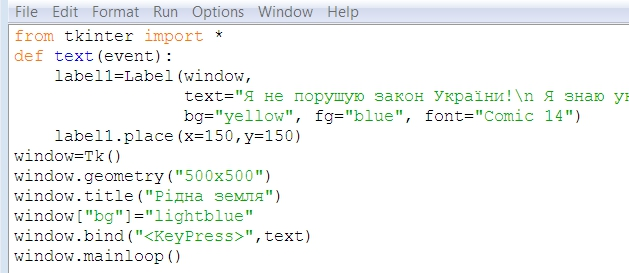 File Edit Format Run Options Window Help
from tkinter import *
def text(event):
    label1=Label(window,
                 text="Я не порушую закон України!\n Я знаю
                 bg="yellow", fg="blue", font="Comic 14")
    label1.place(x=150,y=150)
window=Tk()
window.geometry("500x500")
window.title("Рідна земля")
window["bg"]="lightblue"
window.bind("<KeyPress>",text)
window.mainloop()